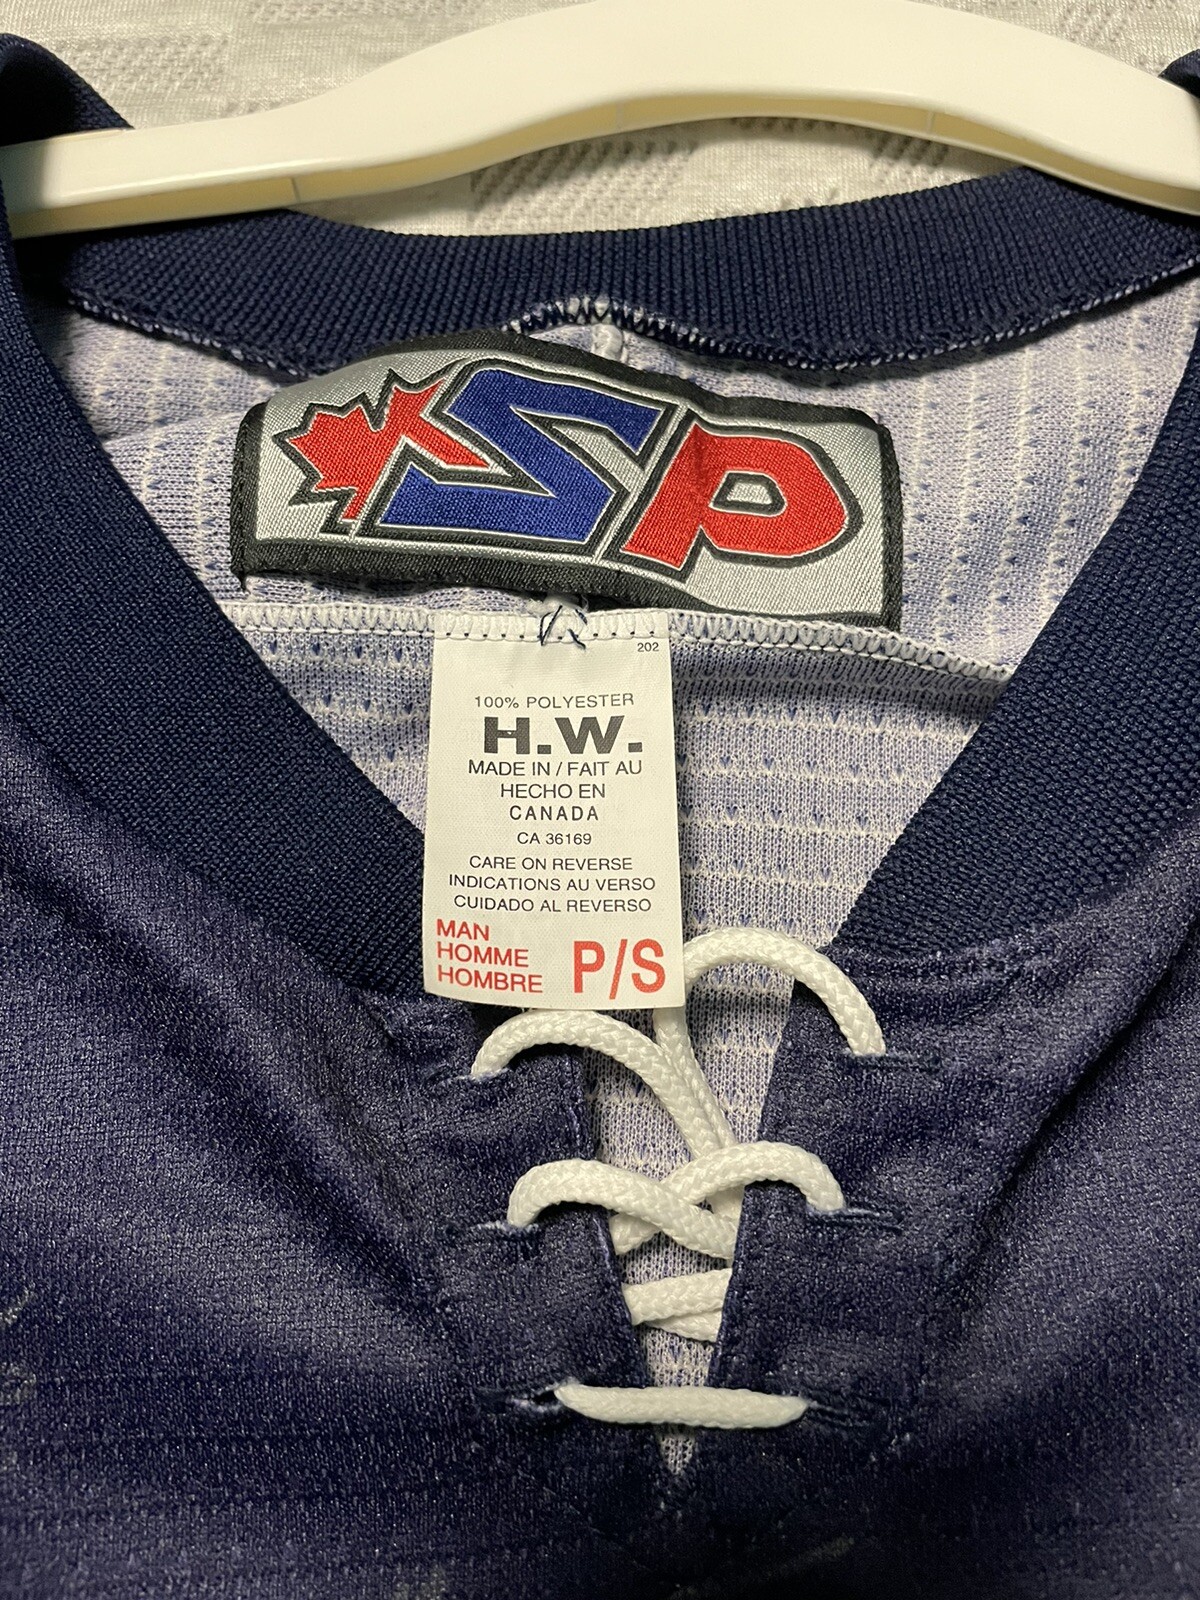 SP
202
100% POLYESTER
H.W.
MADE IN / FAIT AU
HECHO EN
CANADA
CA 36169
CARE ON REVERSE
INDICATIONS AU VERSO
CUIDADO AL REVERSO
MAN
HOMME
HOMBRE P/S